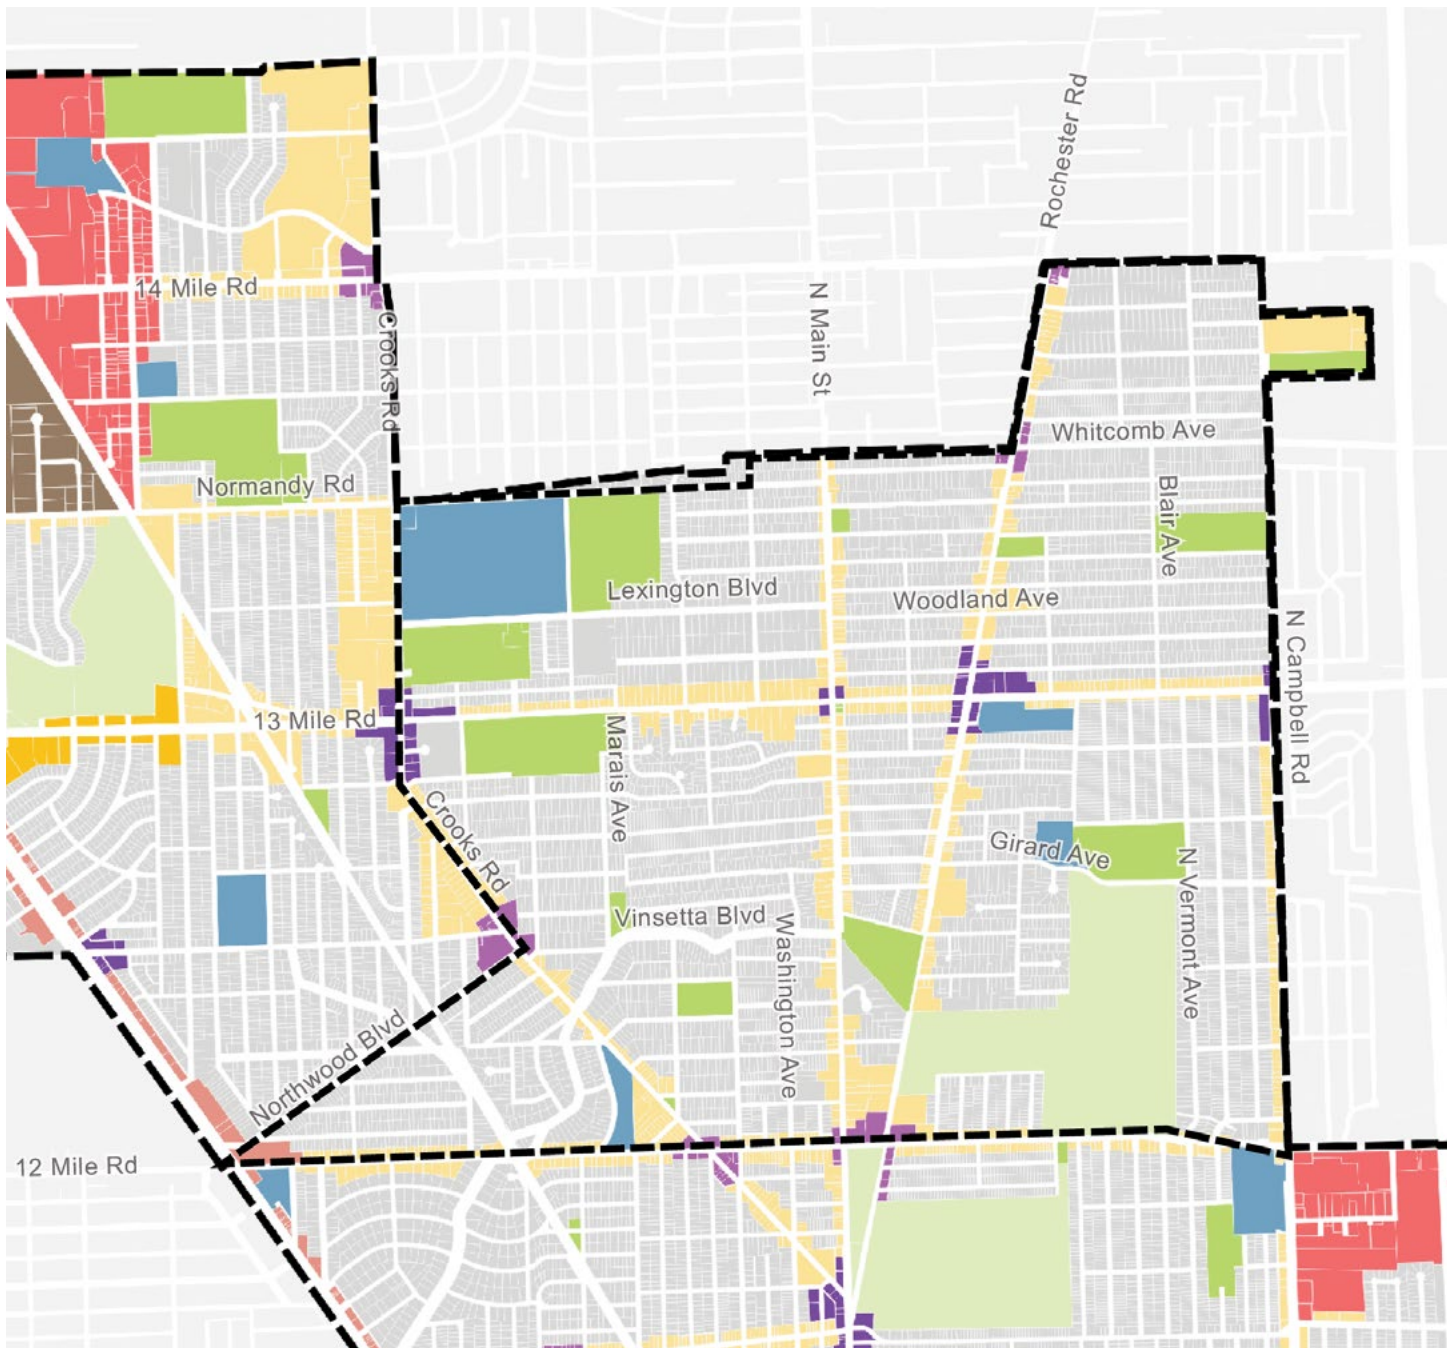 Rochester Rd
14 Mile Rd
N Main St
Crooks Rd
Whitcomb Ave
Normandy Rd
Blair Ave
Lexington Blvd
Woodland Ave
N Campbell Rd
13 Mile Rd
Marais Ave
Crooks Rd
Girard Ave
N Vermont Ave
Vinsetta Blvd
Washington Ave
Northwood Blvd
12 Mile Rd